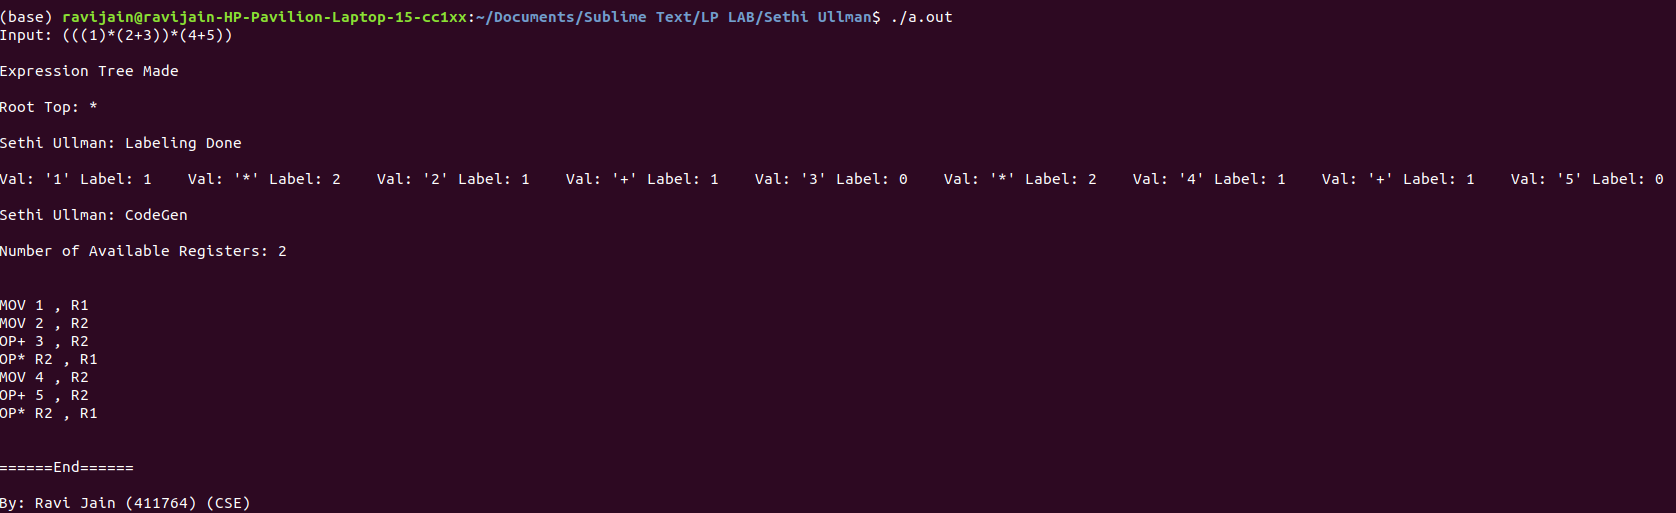 (base) ravijain@ravijain-HP-Pavilion-Laptop-15-cc1xx:~/Documents/Sublime Text/LP LAB/Sethi Ullman$ ./a.out
Input: (((1)*(2+3))*(4+5))
Expression Tree Made
Root Top: *
Sethi Ullman: Labeling Done
Val: '1' Label: 1    Val: '*' Label: 2    Val: '2' Label: 1    Val: '+' Label: 1    Val: '3' Label: 0    Val: '*' Label: 2    Val: '4' Label: 1    Val: '+' Label: 1    Val: '5' Label: 0
Sethi Ullman: CodeGen
Number of Available Registers: 2
MOV 1 , R1
MOV 2 , R2
OP+ 3 , R2
OP* R2 , R1
MOV 4 , R2
OP+ 5 , R2
OP* R2 , R1
======End======
By: Ravi Jain (411764) (CSE)